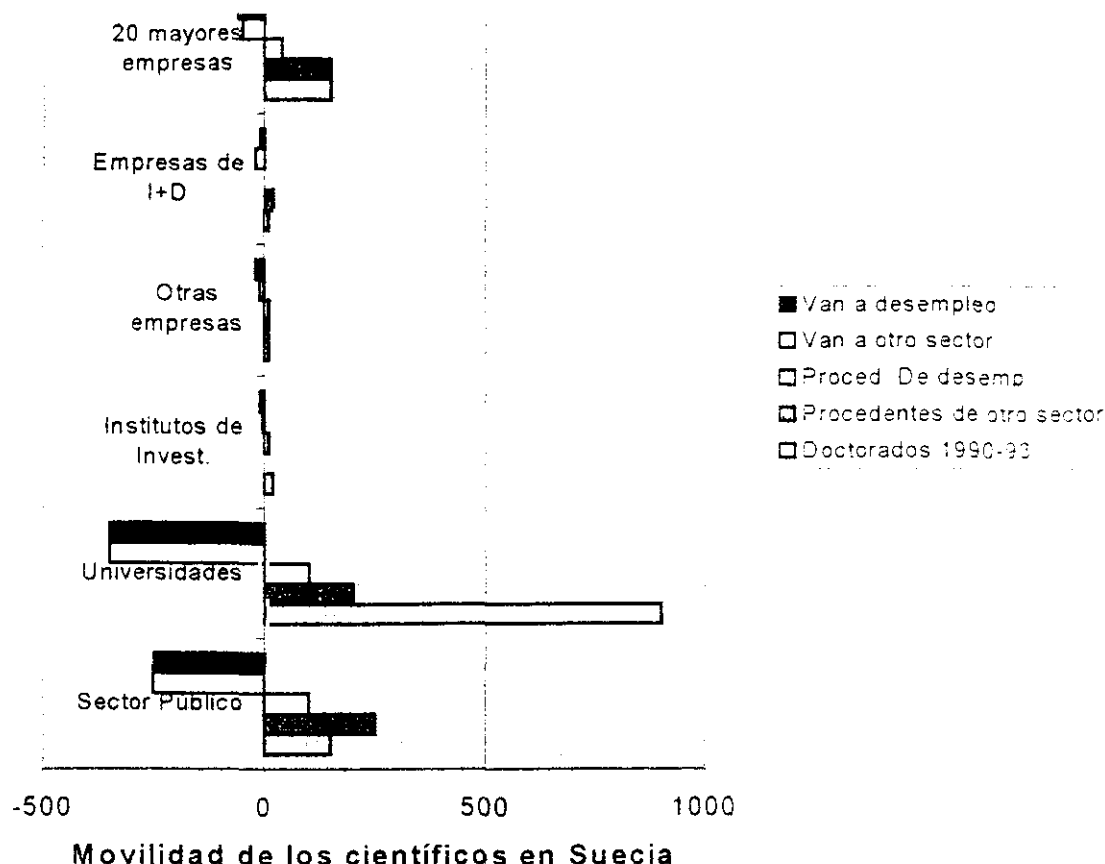 20 mayores
empresas
Empresas de
I+D
Otras
empresas
Institutos de
Invest.
Universidades
Sector Público
-500 0 500 1000
Van a desempleo
Van a otro sector
Proced. De desemp
Procedentes de otro sector
Doctorados 1990-93
Movilidad de los científicos en Suecia